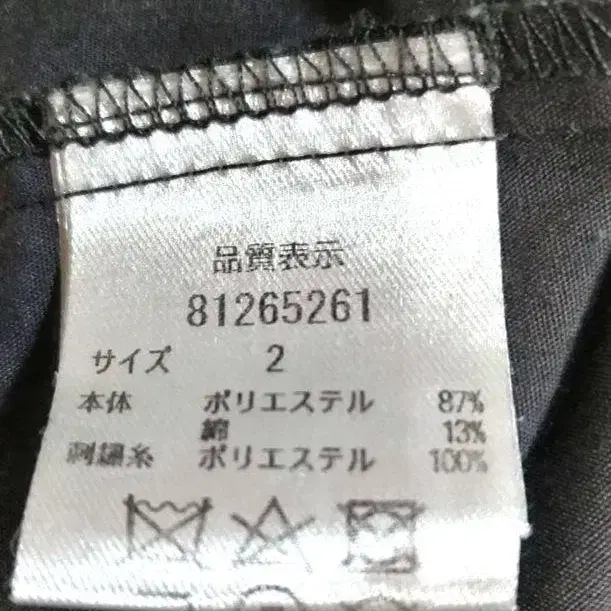 品質表示
81265261
サイズ 2
本体 ポリエステル 87%
綿 13%
刺繍糸 ポリエステル 100%